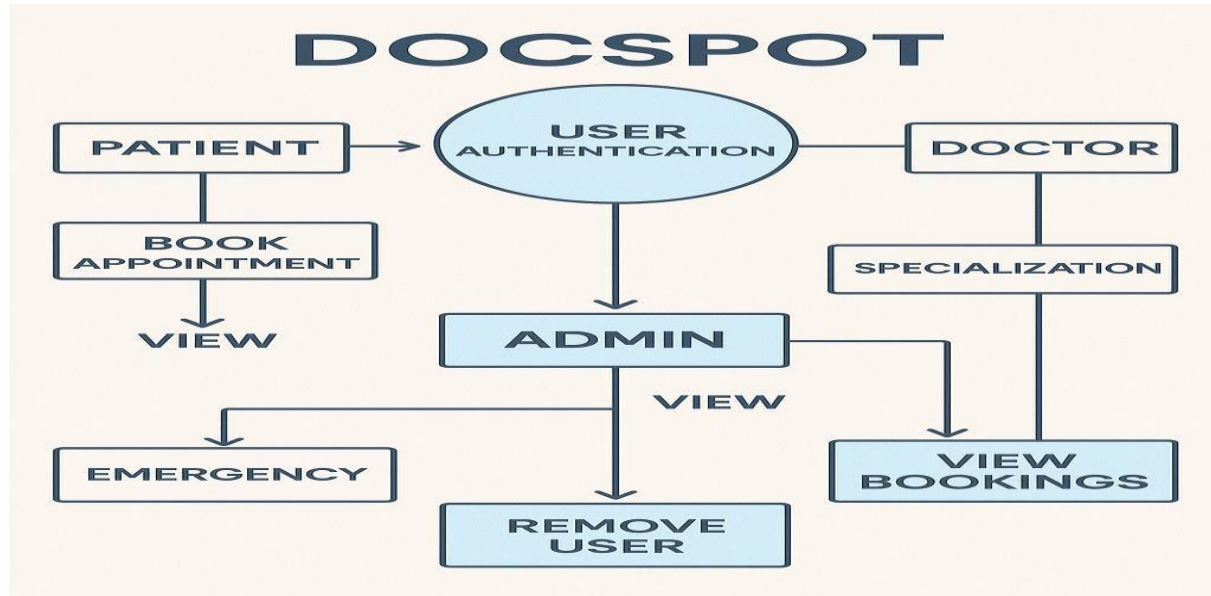 DOCSPOT
PATIENT
USER
AUTHENTICATION
DOCTOR
BOOK
APPOINTMENT
SPECIALIZATION
VIEW
ADMIN
VIEW
EMERGENCY
VIEW
BOOKINGS
REMOVE
USER